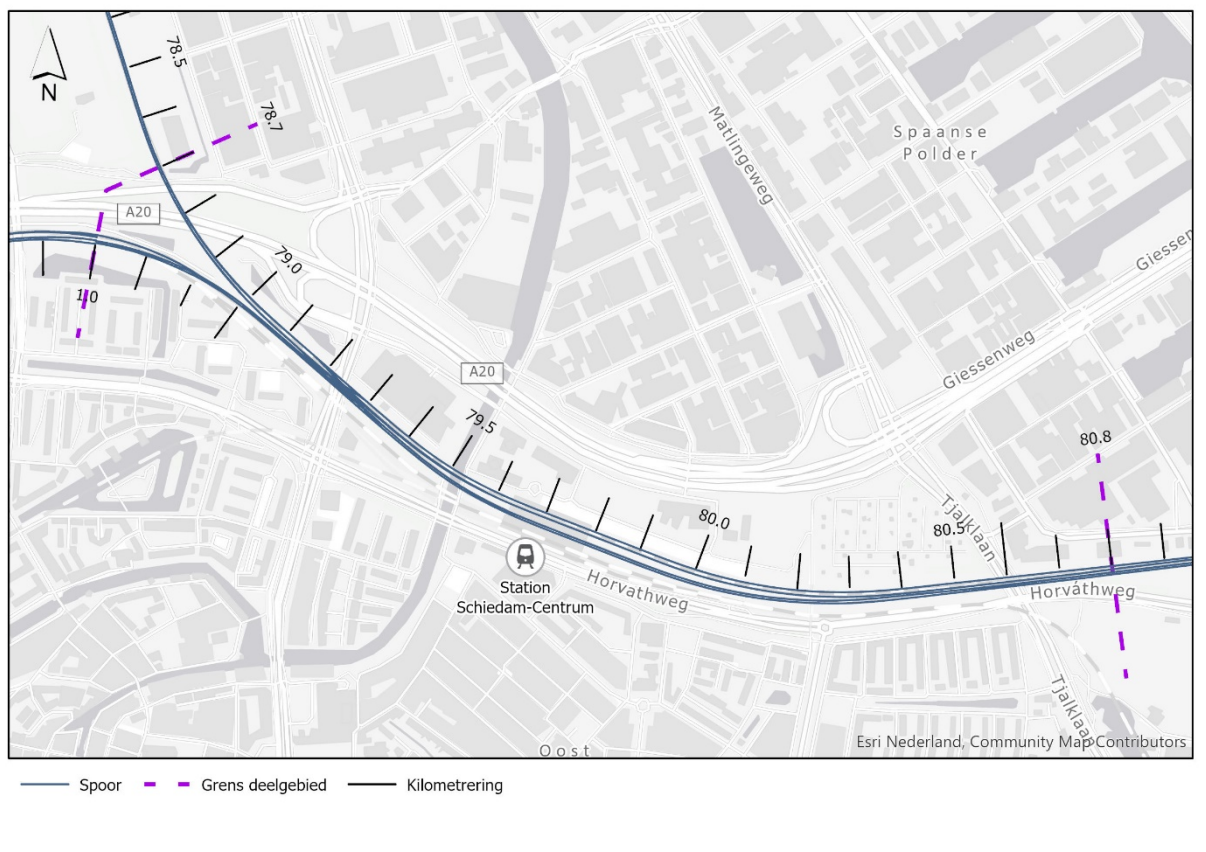 N
78.5
78.7
A20
79.0
1.0
Matlingeweg
Spaanse
Polder
Giessen
Giessenweg
A20
79.5
80.8
80.0
80.5
Tjalklaan
Station
Schiedam-Centrum
Horvathweg
Horváthweg
Tjalklaan
Oost
Esri Nederland, Community Map Contributors
Spoor
Grens deelgebied
Kilometrering